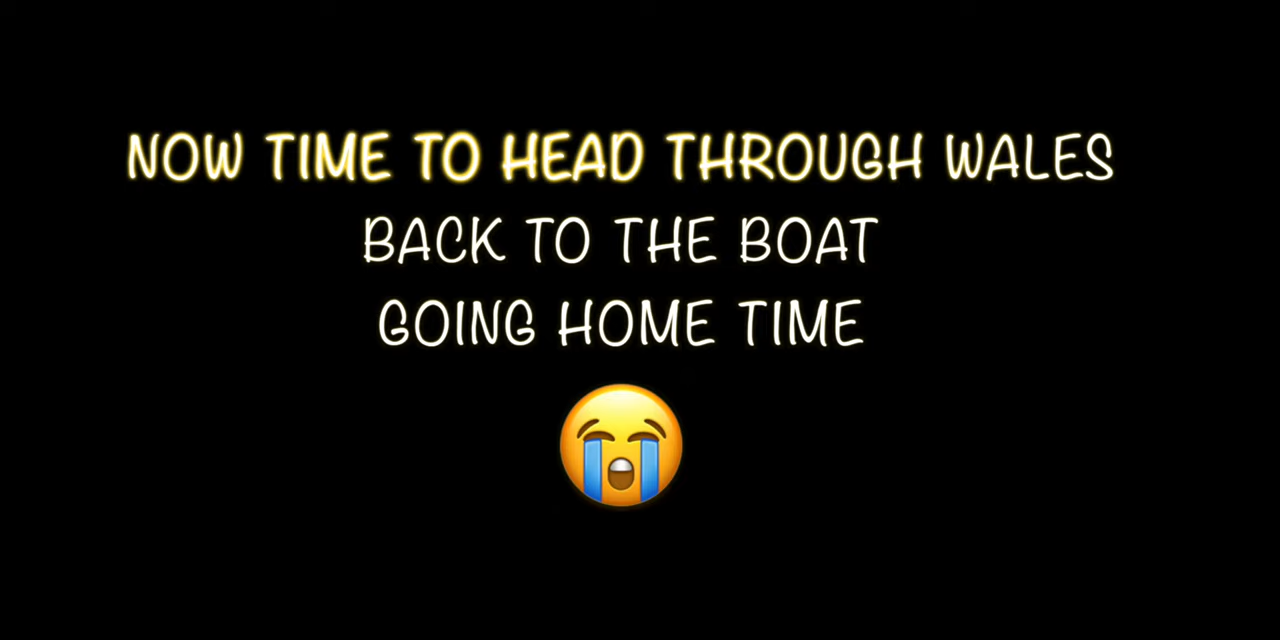 NOW TIME TO HEAD THROUGH WALES
BACK TO THE BOAT
GOING HOME TIME
😭